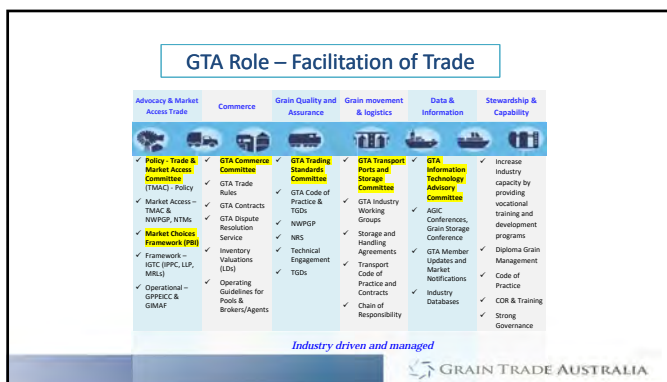 GTA Role – Facilitation of Trade
Advocacy & Market
Access Trade
✓ Policy - Trade &
Market Access
Committee
(TMAC) - Policy
✓ Market Access –
TMAC &
NWPGP, NTMs
✓ Market Choices
Framework (PBI)
✓ Framework –
IGTC (IPPC, LLP,
MRLs)
✓ Operational –
GPPEICC &
GIMAF
Commerce
✓ GTA Commerce
Committee
✓ GTA Trade
Rules
✓ GTA Contracts
✓ GTA Dispute
Resolution
Service
✓ Inventory
Valuations
(LDs)
✓ Operating
Guidelines for
Pools &
Brokers/Agents
Grain Quality and
Assurance
✓ GTA Trading
Standards
Committee
✓ GTA Code of
Practice &
TGDs
✓ NWPGP
✓ NRS
✓ Technical
Engagement
✓ TGDs
Grain movement
& logistics
✓ GTA Transport
Ports and
Storage
Committee
✓ GTA Industry
Working
Groups
✓ Storage and
Handling
Agreements
✓ Transport
Code of
Practice and
Contracts
✓ Chain of
Responsibility
Data &
Information
✓ GTA
Information
Technology
Advisory
Committee
✓ AGIC
Conferences,
Grain Storage
Conference
✓ GTA Member
Updates and
Market
Notifications
✓ Industry
Databases
Stewardship &
Capability
✓ Increase
Industry
capacity by
providing
vocational
training and
development
programs
✓ Diploma Grain
Management
✓ Code of
Practice
✓ COR & Training
✓ Strong
Governance
Industry driven and managed
GRAIN TRADE AUSTRALIA